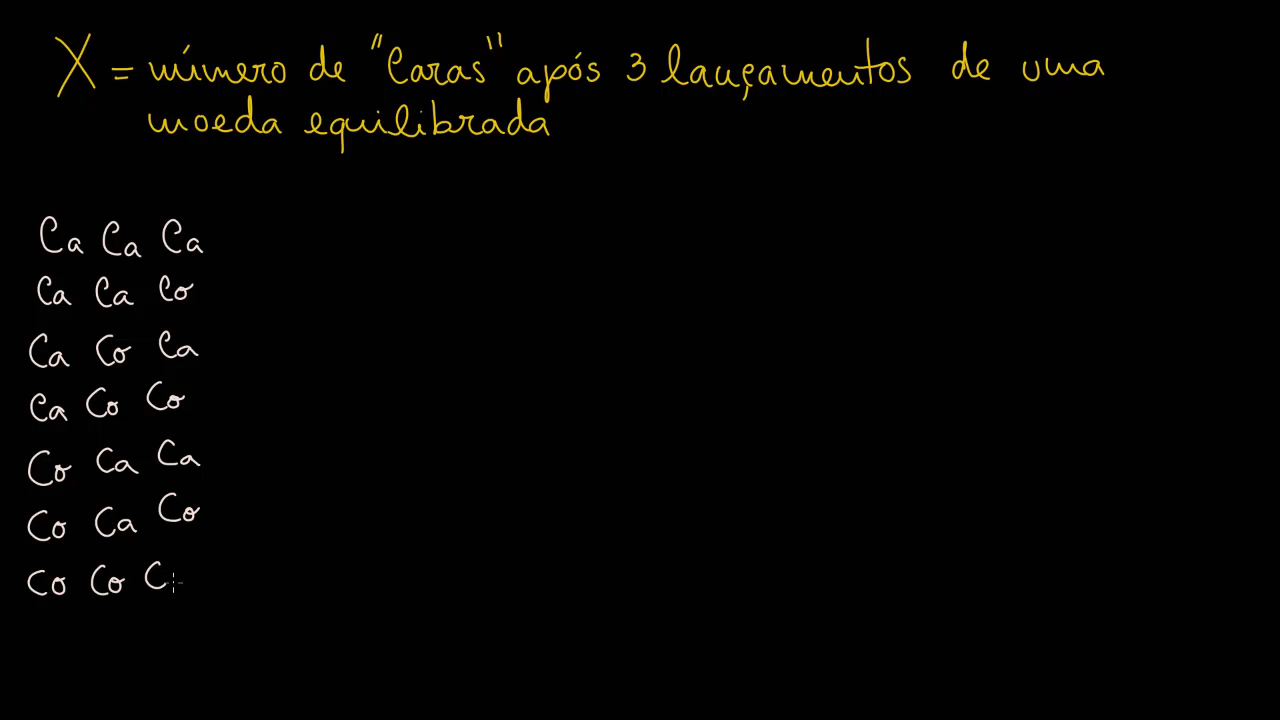 X = número de "Caras" após 3 lançamentos de uma
moeda equilibrada
Ca Ca Ca
Ca Ca Co
Ca Co Ca
Ca Co Co
Co Ca Ca
Co Ca Co
Co Co C